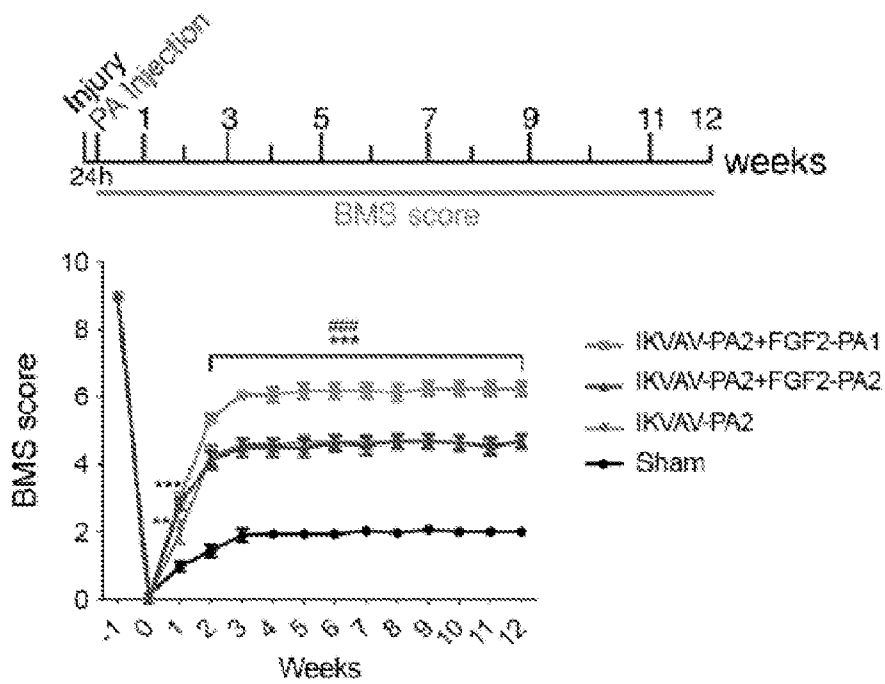 Injury
PA Injection
1 3 5 7 9 11 12
weeks
24h
BMS score
10
8
6
4
2
0
BMS score
###
***
***
**
IKVAV-PA2+FGF2-PA1
IKVAV-PA2+FGF2-PA2
IKVAV-PA2
Sham
-1 0 1 2 3 4 5 6 7 8 9 10 11 12
Weeks